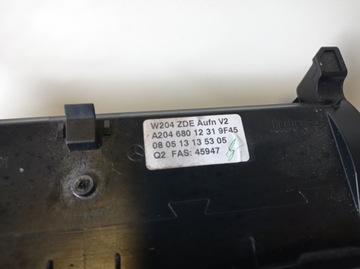 W204 ZDE Aufn V2
A204 680 12 31 9F45
08 05 13 13 53 05
Q2 FAS: 45947